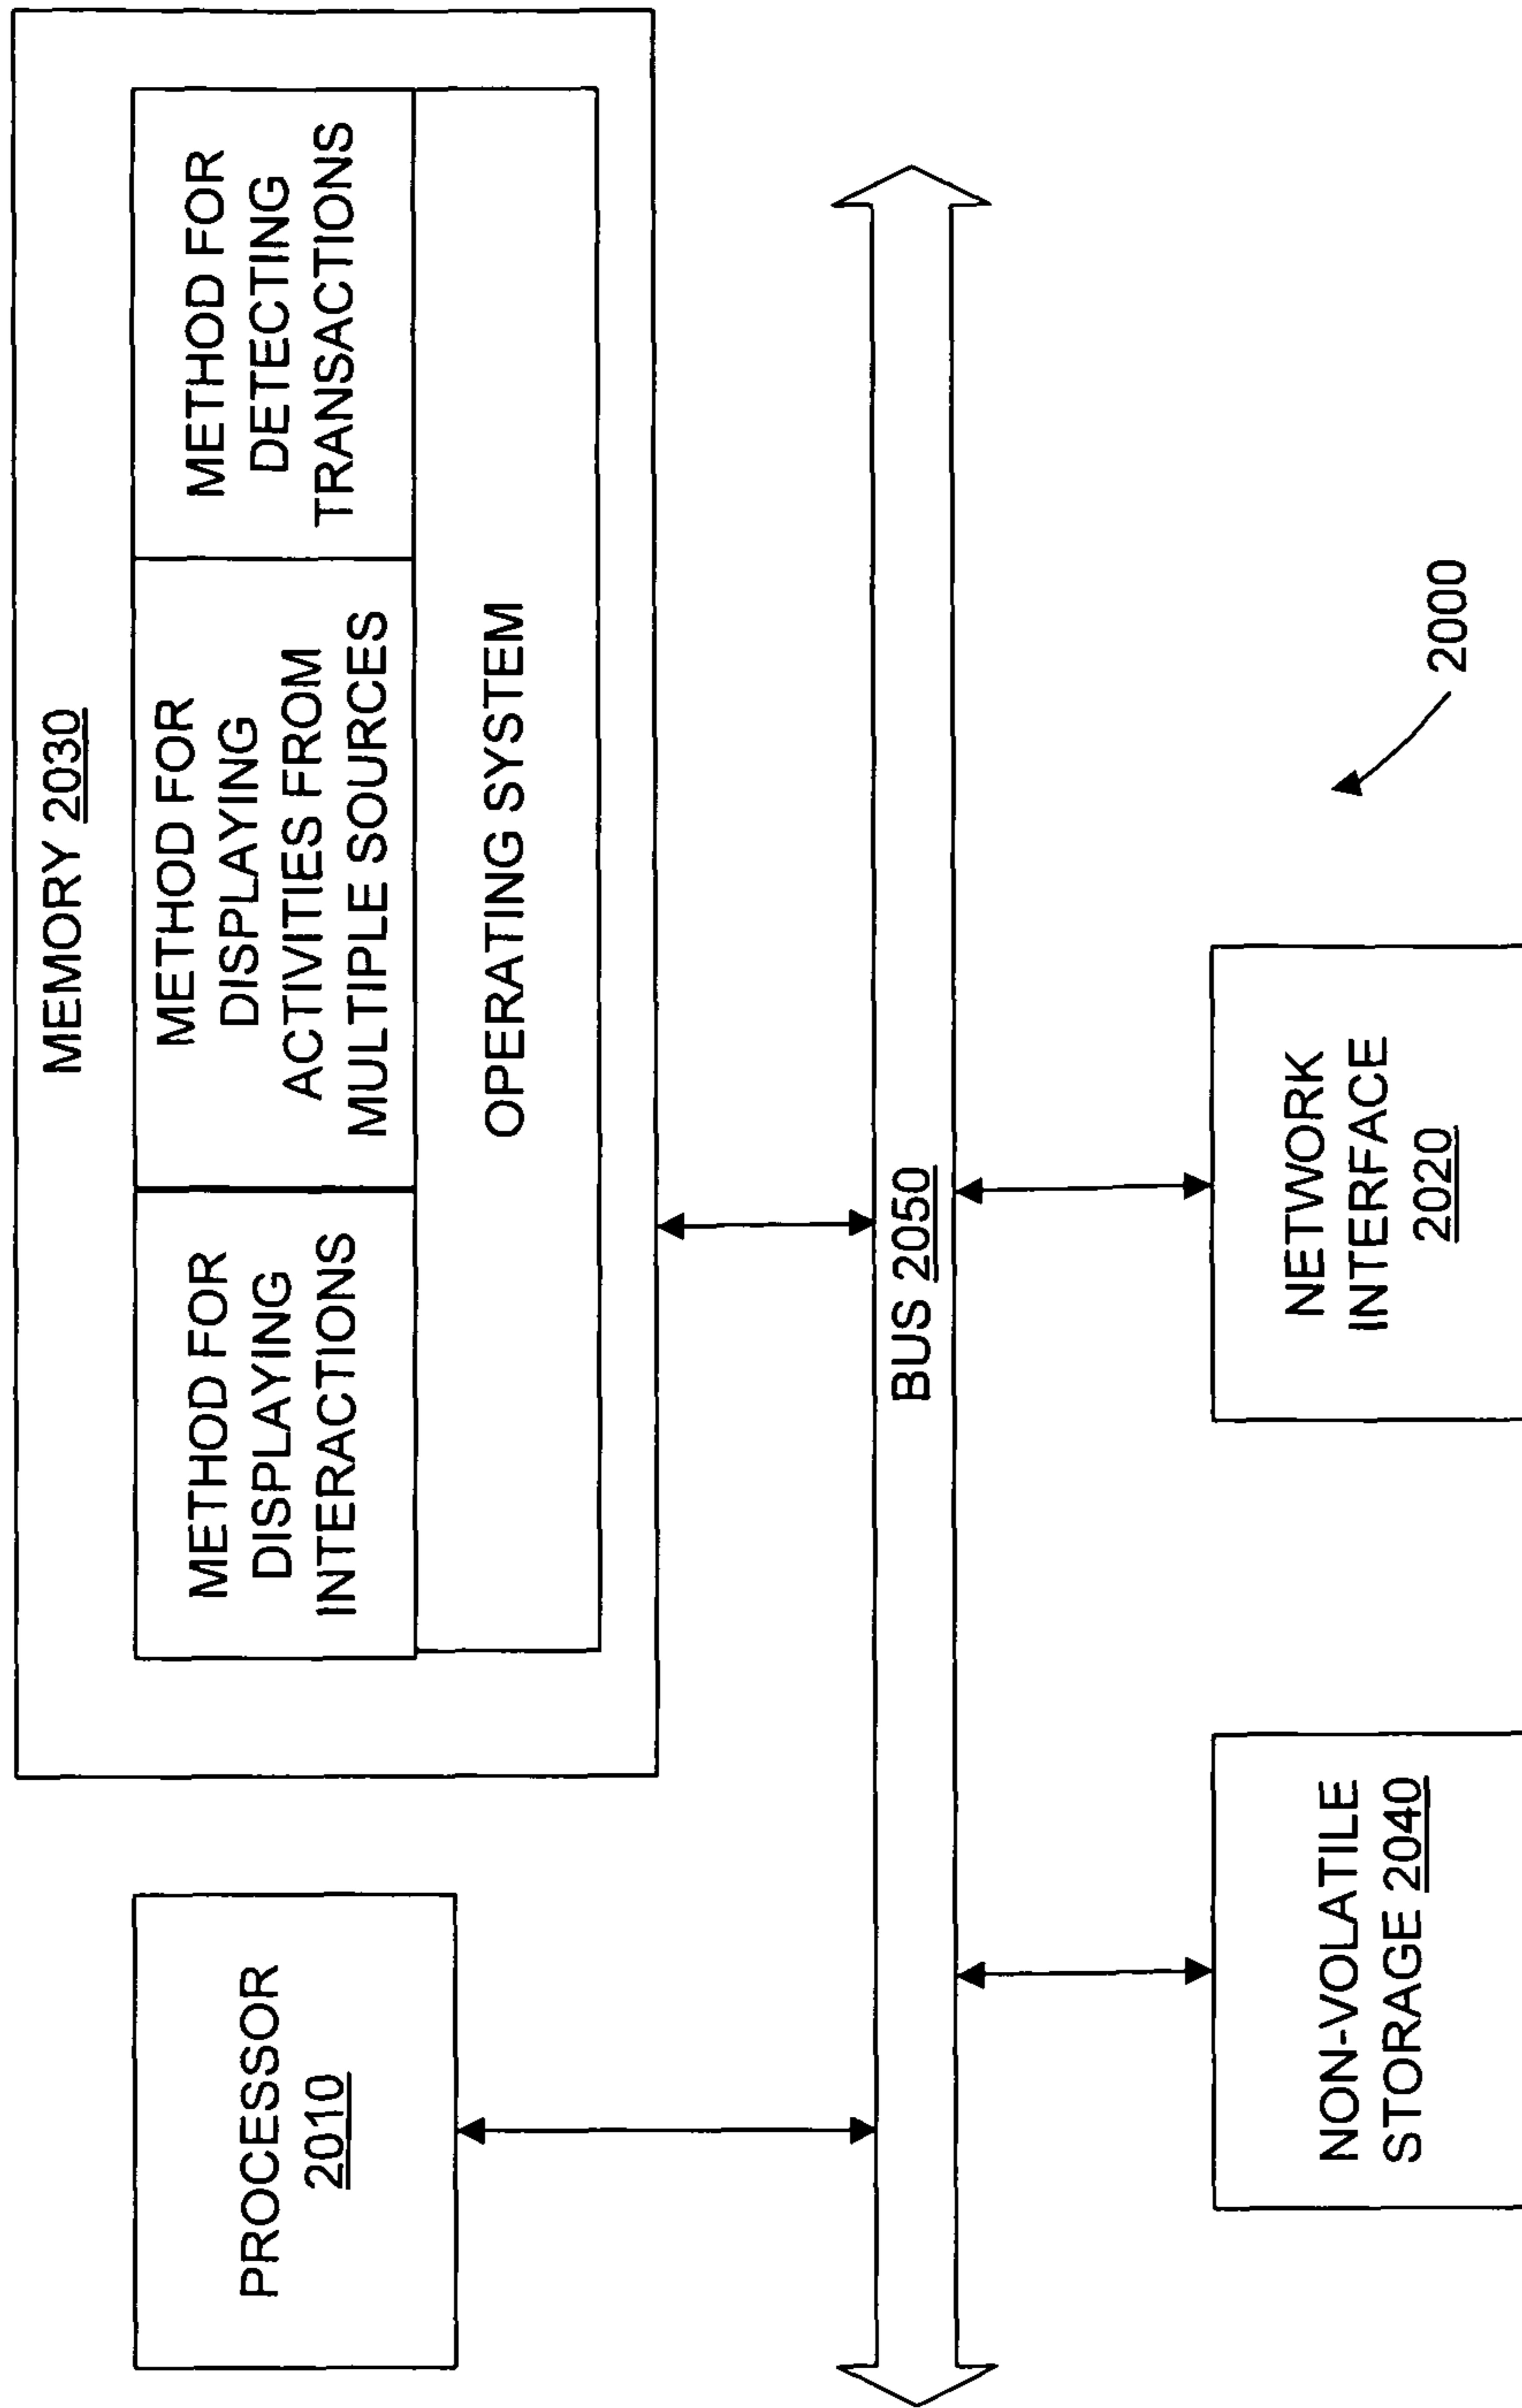 MEMORY 2030
METHOD FOR
DISPLAYING
INTERACTIONS
METHOD FOR
DISPLAYING
ACTIVITIES FROM
MULTIPLE SOURCES
METHOD FOR
DETECTING
TRANSACTIONS
OPERATING SYSTEM
PROCESSOR
2010
BUS 2050
NON-VOLATILE
STORAGE 2040
NETWORK
INTERFACE
2020
2000